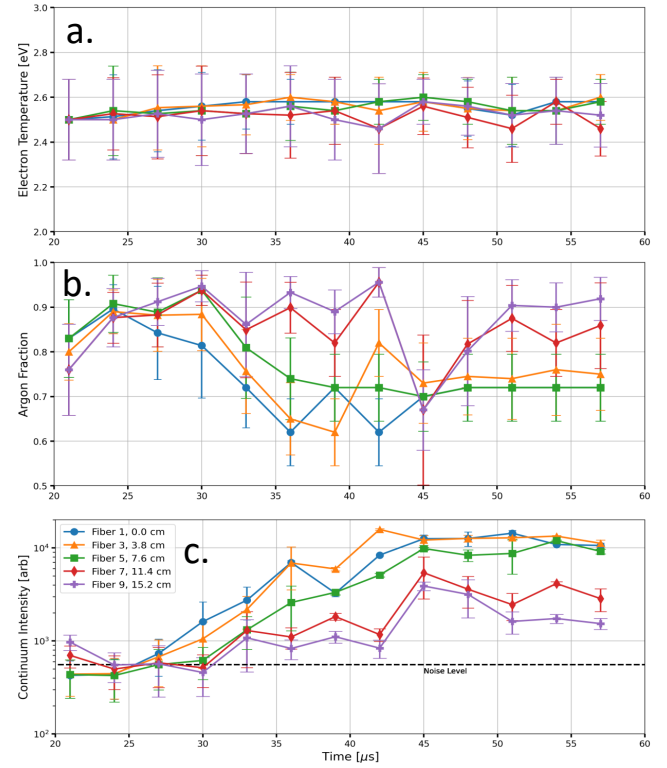 a.
Electron Temperature [eV]
3.0
2.8
2.6
2.4
2.2
2.0
20 25 30 35 40 45 50 55 60
b.
Argon Fraction
1.0
0.9
0.8
0.7
0.6
0.5
20 25 30 35 40 45 50 55 60
c.
Continuum Intensity [arb]
10⁴
10³
10²
Fiber 1, 0.0 cm
Fiber 3, 3.8 cm
Fiber 5, 7.6 cm
Fiber 7, 11.4 cm
Fiber 9, 15.2 cm
Noise Level
20 25 30 35 40 45 50 55 60
Time [μs]